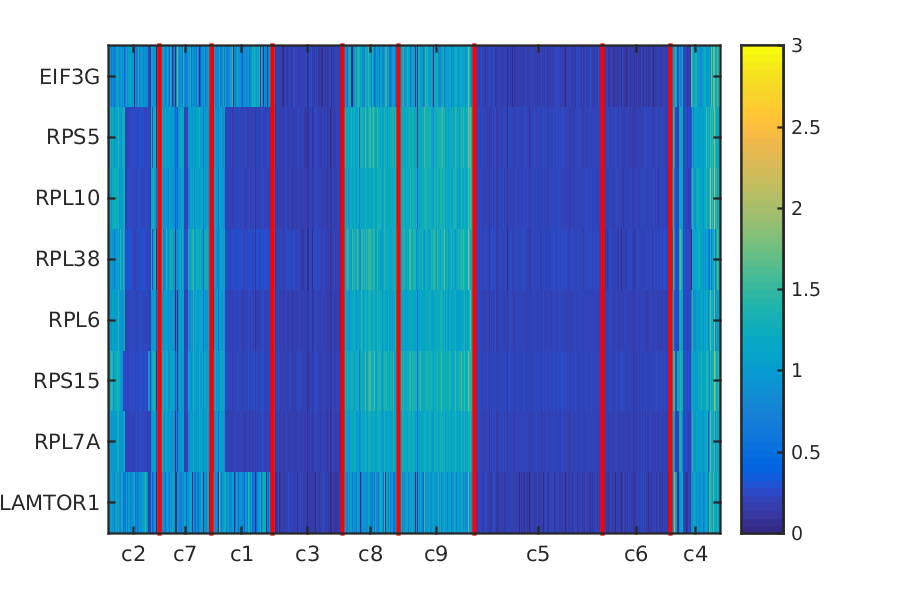 EIF3G
RPS5
RPL10
RPL38
RPL6
RPS15
RPL7A
LAMTOR1
c2 c7 c1 c3 c8 c9 c5 c6 c4
3
2.5
2
1.5
1
0.5
0